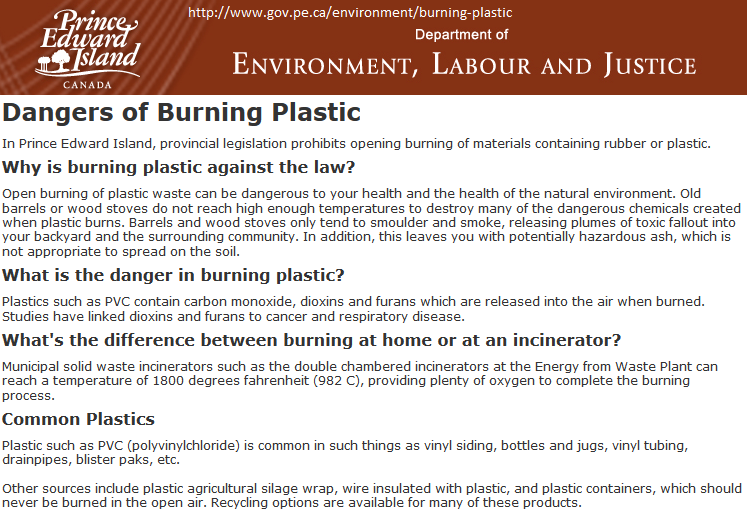 http://www.gov.pe.ca/environment/burning-plastic
Prince
Edward
Island
CANADA
Department of
ENVIRONMENT, LABOUR AND JUSTICE
Dangers of Burning Plastic
In Prince Edward Island, provincial legislation prohibits opening burning of materials containing rubber or plastic.
Why is burning plastic against the law?
Open burning of plastic waste can be dangerous to your health and the health of the natural environment. Old
barrels or wood stoves do not reach high enough temperatures to destroy many of the dangerous chemicals created
when plastic burns. Barrels and wood stoves only tend to smoulder and smoke, releasing plumes of toxic fallout into
your backyard and the surrounding community. In addition, this leaves you with potentially hazardous ash, which is
not appropriate to spread on the soil.
What is the danger in burning plastic?
Plastics such as PVC contain carbon monoxide, dioxins and furans which are released into the air when burned.
Studies have linked dioxins and furans to cancer and respiratory disease.
What's the difference between burning at home or at an incinerator?
Municipal solid waste incinerators such as the double chambered incinerators at the Energy from Waste Plant can
reach a temperature of 1800 degrees fahrenheit (982 C), providing plenty of oxygen to complete the burning
process.
Common Plastics
Plastic such as PVC (polyvinylchloride) is common in such things as vinyl siding, bottles and jugs, vinyl tubing,
drainpipes, blister paks, etc.
Other sources include plastic agricultural silage wrap, wire insulated with plastic, and plastic containers, which should
never be burned in the open air. Recycling options are available for many of these products.